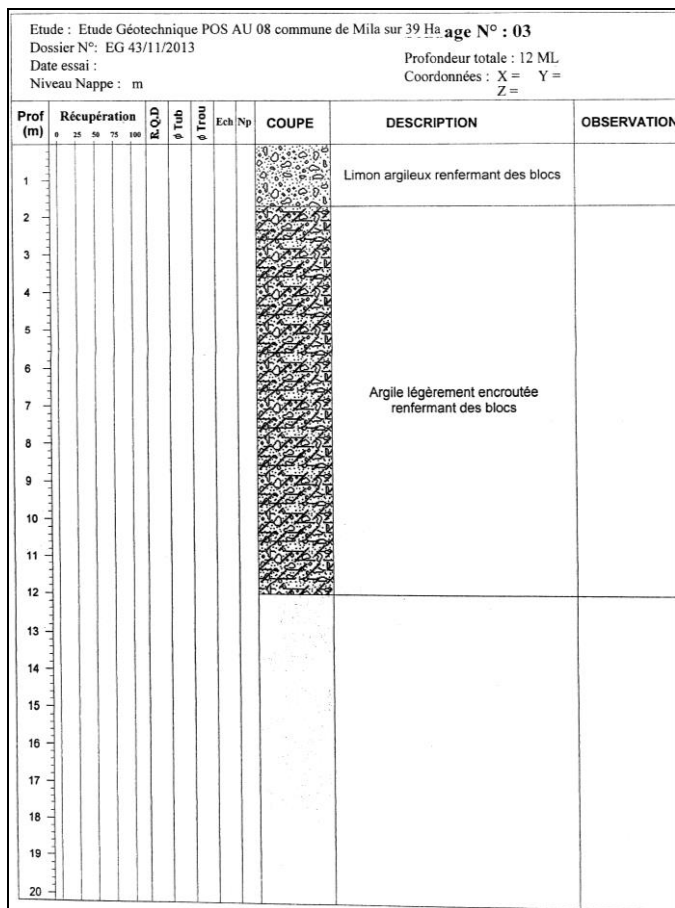 Etude : Etude Géotechnique POS AU 08 commune de Mila sur 39 Ha age N° : 03
Dossier N°: EG 43/11/2013
Date essai :
Profondeur totale : 12 ML
Niveau Nappe : m
Coordonnées : X = Y =
Z =
Prof (m) Récupération R.Q.D ϕ Tub ϕ Trou Ech Np COUPE DESCRIPTION OBSERVATION
0 25 50 75 100
Limon argileux renfermant des blocs
1
2
3
4
5
6
Argile légèrement encroutée
renfermant des blocs
7
8
9
10
11
12
13
14
15
16
17
18
19
20